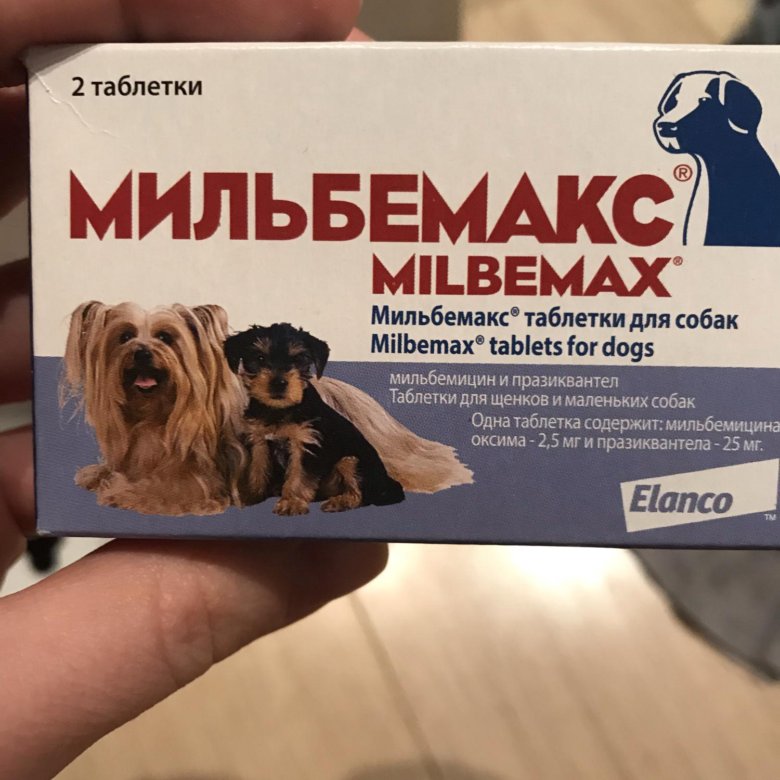 2 таблетки
МИЛЬБЕМАКС®
MILBEMAX®
Мильбемакс® таблетки для собак
Milbemax® tablets for dogs
мильбемицин и празиквантел
Таблетки для щенков и маленьких собак
Одна таблетка содержит: мильбемицина
оксима - 2,5 мг и празиквантела - 25 мг.
Elanco™